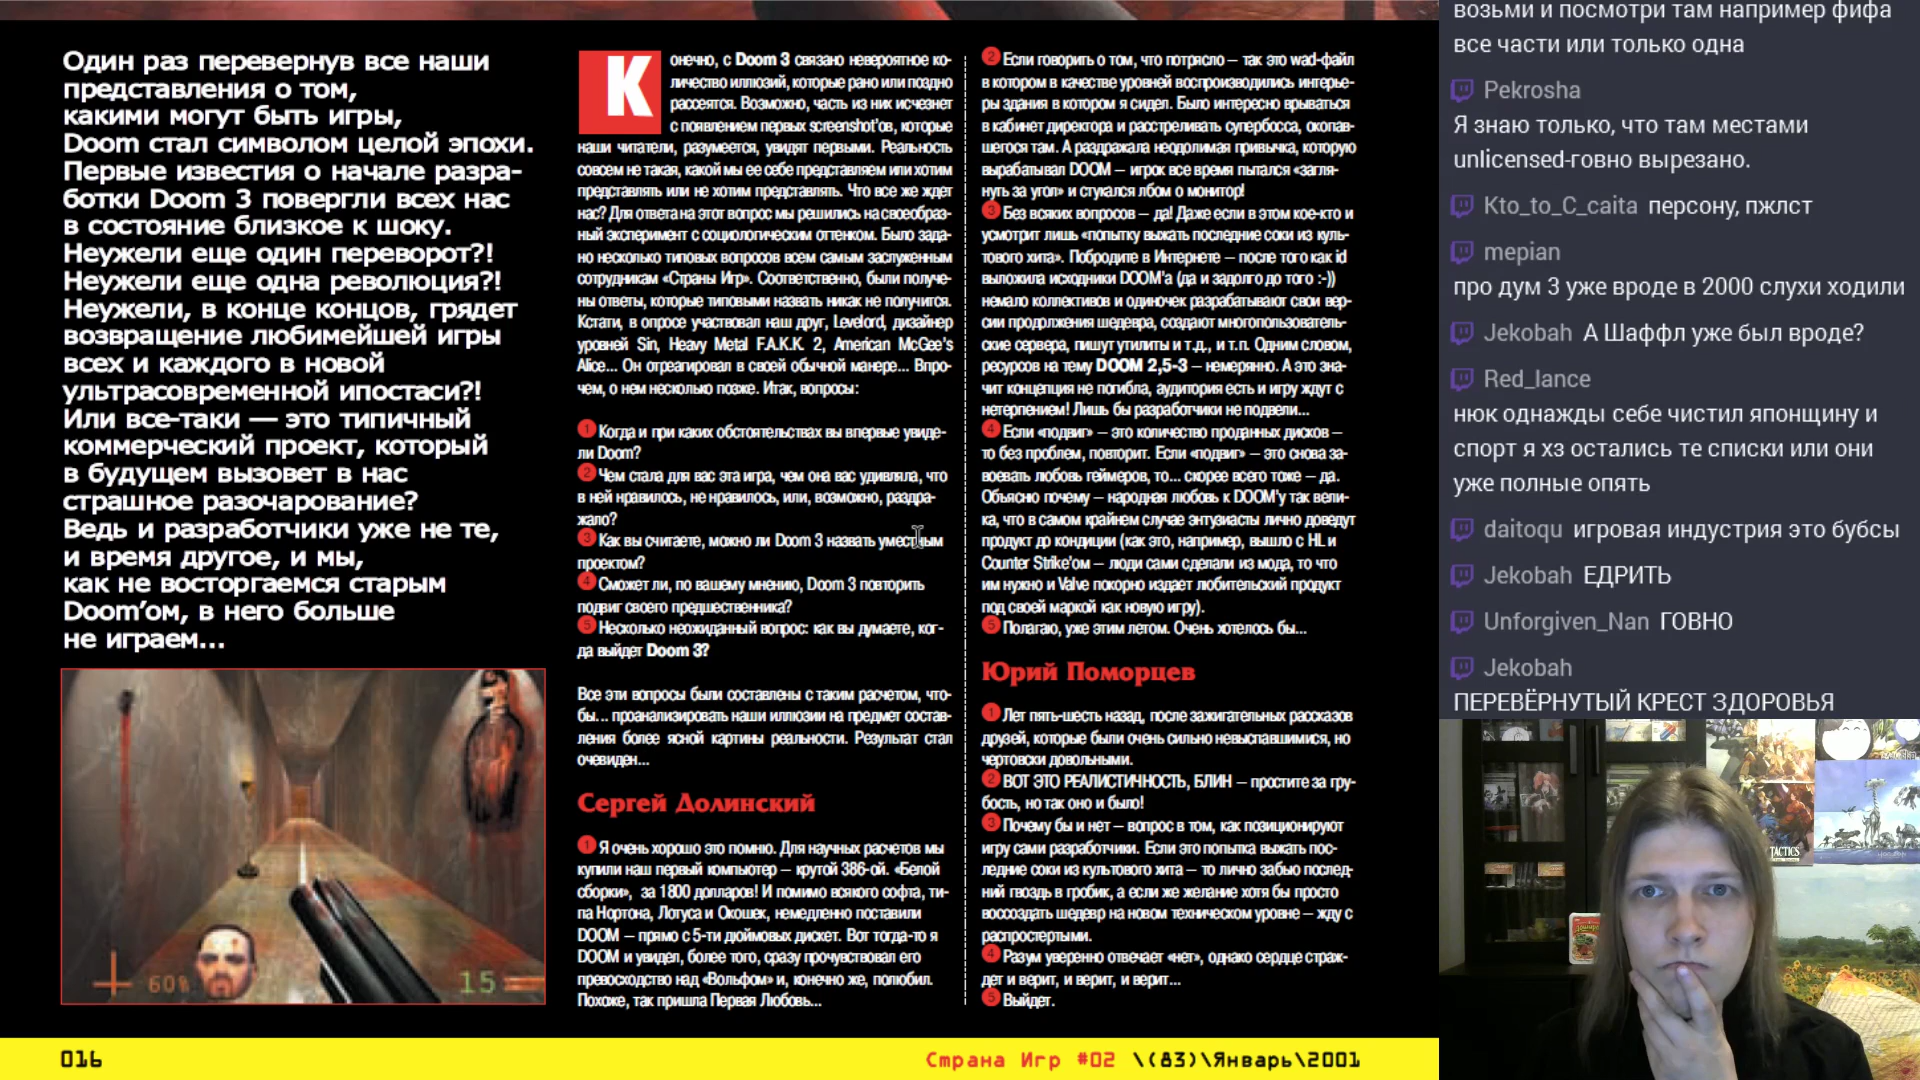 Один раз перевернув все наши
представления о том,
какими могут быть игры,
Doom стал символом целой эпохи.
Первые известия о начале разра-
ботки Doom 3 повергли всех нас
в состояние близкое к шоку.
Неужели еще один переворот?!
Неужели еще одна революция?!
Неужели, в конце концов, грядет
возвращение любимейшей игры
всех и каждого в новой
ультрасовременной ипостаси?!
Или все-таки — это типичный
коммерческий проект, который
в будущем вызовет в нас
страшное разочарование?
Ведь и разработчики уже не те,
и время другое, и мы,
как не восторгаемся старым
Doom’ом, в него больше
не играем...
60%
15
Конечно, с Doom 3 связано невероятное ко-
личество иллюзий, которые рано или поздно
рассеятся. Возможно, часть из них исчезнет
с появлением первых screenshot'ов, которые
наши читатели, разумеется, увидят первыми. Реальность
совсем не такая, какой мы ее себе представляем или хотим
представлять или не хотим представлять. Что все же ждет
нас? Для ответа на этот вопрос мы решились на своеобраз-
ный эксперимент с социологическим оттенком. Было зада-
но несколько типовых вопросов всем самым заслуженным
сотрудникам «Страны Игр». Соответственно, были получе-
ны ответы, которые типовыми назвать никак не получится.
Кстати, в опросе участвовал наш друг, Levelord, дизайнер
уровней Sin, Heavy Metal F.A.K.K. 2, American McGee's
Alice... Он отреагировал в своей обычной манере... Впро-
чем, о нем несколько позже. Итак, вопросы:
1 Когда и при каких обстоятельствах вы впервые увиде-
ли Doom?
2 Чем стала для вас эта игра, чем она вас удивляла, что
в ней нравилось, не нравилось, или, возможно, раздра-
жало?
3 Как вы считаете, можно ли Doom 3 назвать уместным
проектом?
4 Сможет ли, по вашему мнению, Doom 3 повторить
подвиг своего предшественника?
5 Несколько неожиданный вопрос: как вы думаете, ког-
да выйдет Doom 3?
Все эти вопросы были составлены с таким расчетом, что-
бы... проанализировать наши иллюзии на предмет состав-
ления более ясной картины реальности. Результат стал
очевиден...
Сергей Долинский
1 Я очень хорошо это помню. Для научных расчетов мы
купили наш первый компьютер — крутой 386-ой. «Белой
сборки», за 1800 долларов! И помимо всякого софта, ти-
па Нортона, Лотуса и Окошек, немедленно поставили
DOOM — прямо с 5-ти дюймовых дискет. Вот тогда-то я
DOOM и увидел, более того, сразу прочувствовал его
превосходство над «Вольфом» и, конечно же, полюбил.
Похоже, так пришла Первая Любовь...
2 Если говорить о том, что потрясло — так это wad-файл
в котором в качестве уровней воспроизводились интерье-
ры здания в котором я сидел. Было интересно врываться
в кабинет директора и расстреливать супербосса, окопав-
шегося там. А раздражала неодолимая привычка, которую
вырабатывал DOOM — игрок все время пытался «загля-
нуть за угол» и стукался лбом о монитор!
3 Без всяких вопросов — да! Даже если в этом кое-кто и
усмотрит лишь «попытку выжать последние соки из куль-
тового хита». Побродите в Интернете — после того как id
выложила исходники DOOM'а (да и задолго до того :-))
немало коллективов и одиночек разрабатывают свои вер-
сии продолжения шедевра, создают многопользователь-
ские сервера, пишут утилиты и т.д., и т.п. Одним словом,
ресурсов на тему DOOM 2,5-3 — немерянно. А это зна-
чит концепция не погибла, аудитория есть и игру ждут с
нетерпением! Лишь бы разработчики не подвели...
4 Если «подвиг» — это количество проданных дисков —
то без проблем, повторит. Если «подвиг» — это снова за-
воевать любовь геймеров, то... скорее всего тоже — да.
Объясню почему — народная любовь к DOOM'у так вели-
ка, что в самом крайнем случае энтузиасты лично доведут
продукт до кондиции (как это, например, вышло с HL и
Counter Strike'ом — люди сами сделали из мода, то что
им нужно и Valve покорно издает любительский продукт
под своей маркой как новую игру).
5 Полагаю, уже этим летом. Очень хотелось бы...
Юрий Поморцев
1 Лет пять-шесть назад, после зажигательных рассказов
друзей, которые были очень сильно невыспавшимися, но
чертовски довольными.
2 ВОТ ЭТО РЕАЛИСТИЧНОСТЬ, БЛИН — простите за гру-
бость, но так оно и было!
3 Почему бы и нет — вопрос в том, как позиционируют
игру сами разработчики. Если это попытка выжать пос-
ледние соки из культового хита — то лично забью послед-
ний гвоздь в гробик, а если же желание хотя бы просто
воссоздать шедевр на новом техническом уровне — жду с
распростертыми.
4 Разум уверенно отвечает «нет», однако сердце страж-
дет и верит, и верит, и верит...
5 Выйдет.
016
Страна Игр #02 \(83)\Январь\2001
возьми и посмотри там например фифа
все части или только одна
Pekrosha
Я знаю только, что там местами
unlicensed-говно вырезано.
Kto_to_C_caita персону, пжлст
mepian
про дум 3 уже вроде в 2000 слухи ходили
Jekobah А Шаффл уже был вроде?
Red_lance
нюк однажды себе чистил японщину и
спорт я хз остались те списки или они
уже полные опять
daitoqu игровая индустрия это бубсы
Jekobah ЕДРИТЬ
Unforgiven_Nan ГОВНО
Jekobah
ПЕРЕВЁРНУТЫЙ КРЕСТ ЗДОРОВЬЯ
TACTICS